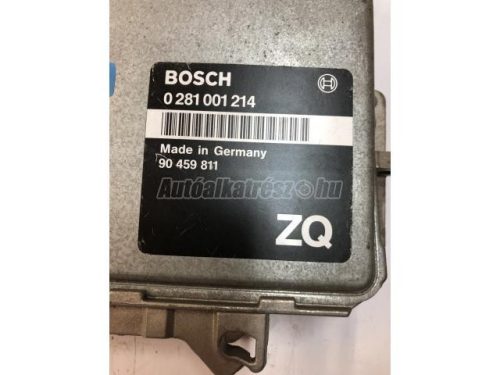 BOSCH
0 281 001 214
Made in Germany
90 459 811
Autóalkatrész.hu
ZQ